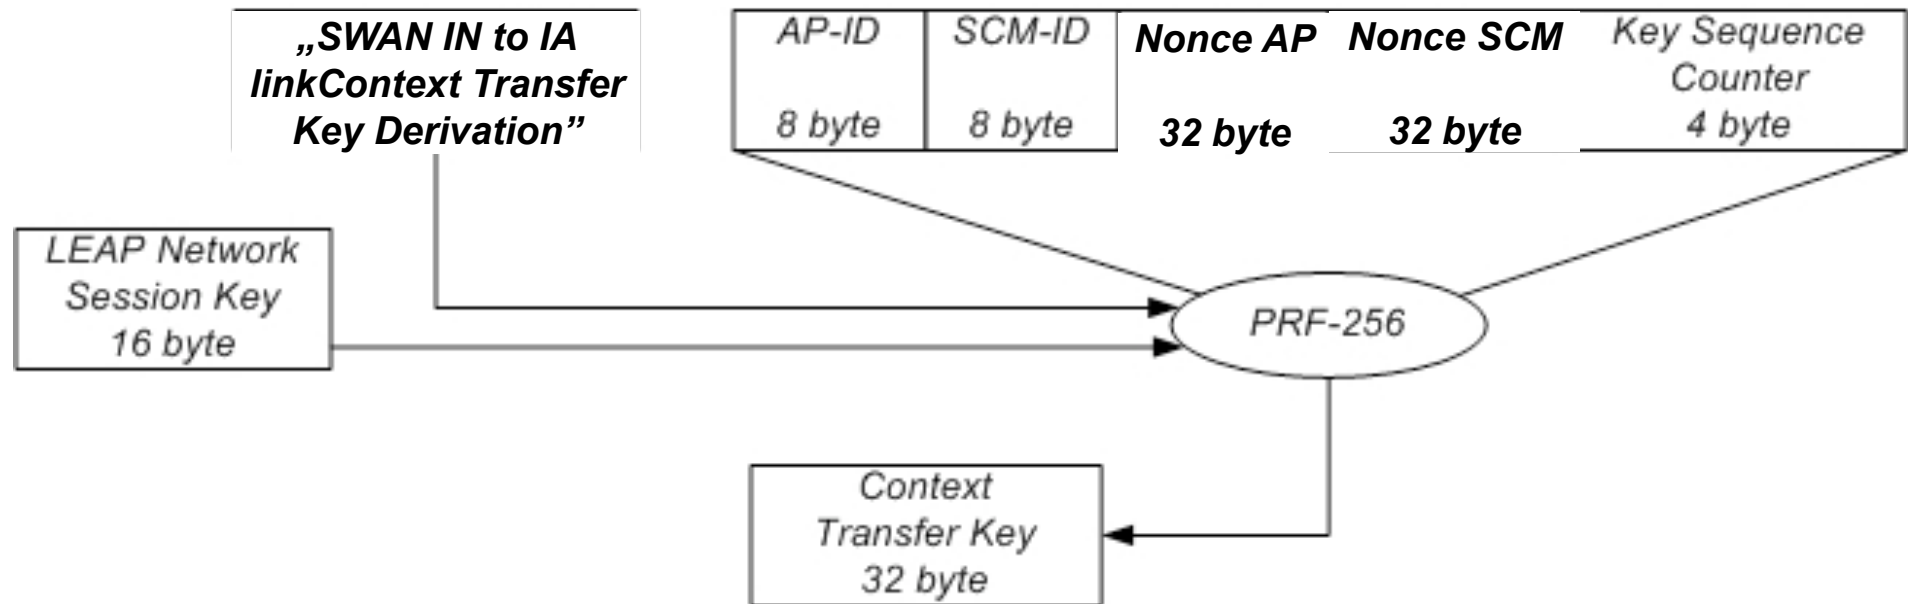 „SWAN IN to IA
linkContext Transfer
Key Derivation”
AP-ID
8 byte
SCM-ID
8 byte
Nonce AP
32 byte
Nonce SCM
32 byte
Key Sequence
Counter
4 byte
LEAP Network
Session Key
16 byte
PRF-256
Context
Transfer Key
32 byte